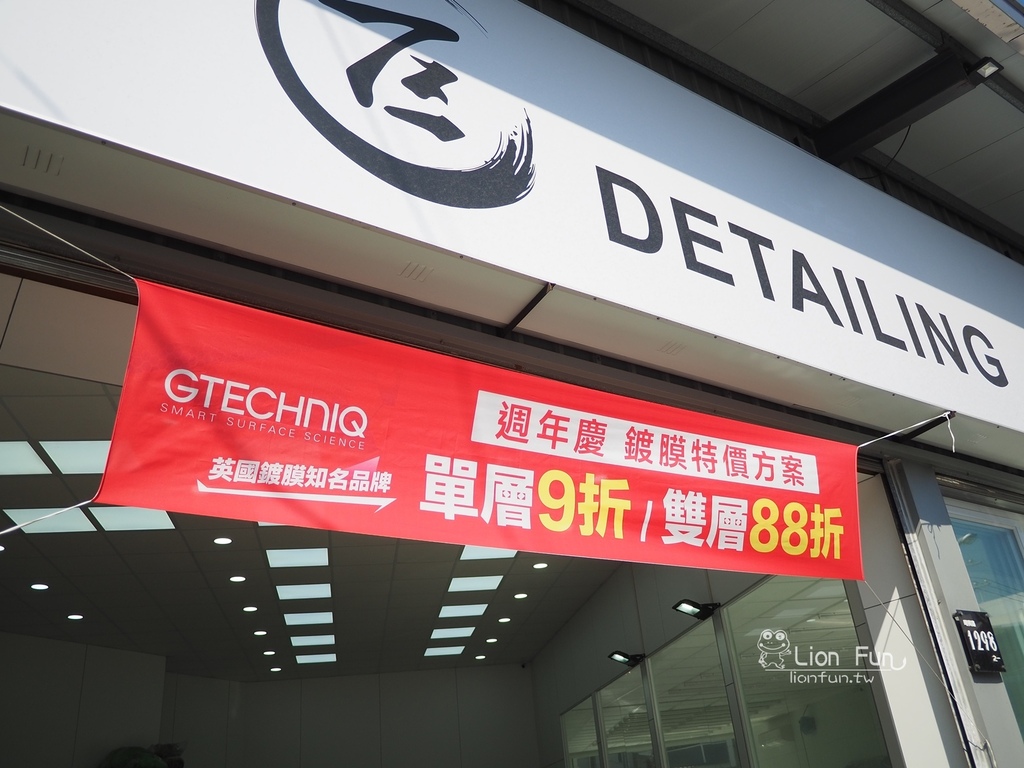 DETAILING
GTECHNIQ
SMART SURFACE SCIENCE
英國鍍膜知名品牌
週年慶 鍍膜特價方案
單層9折 / 雙層88折
1298
Lion Fun
lionfun.tw